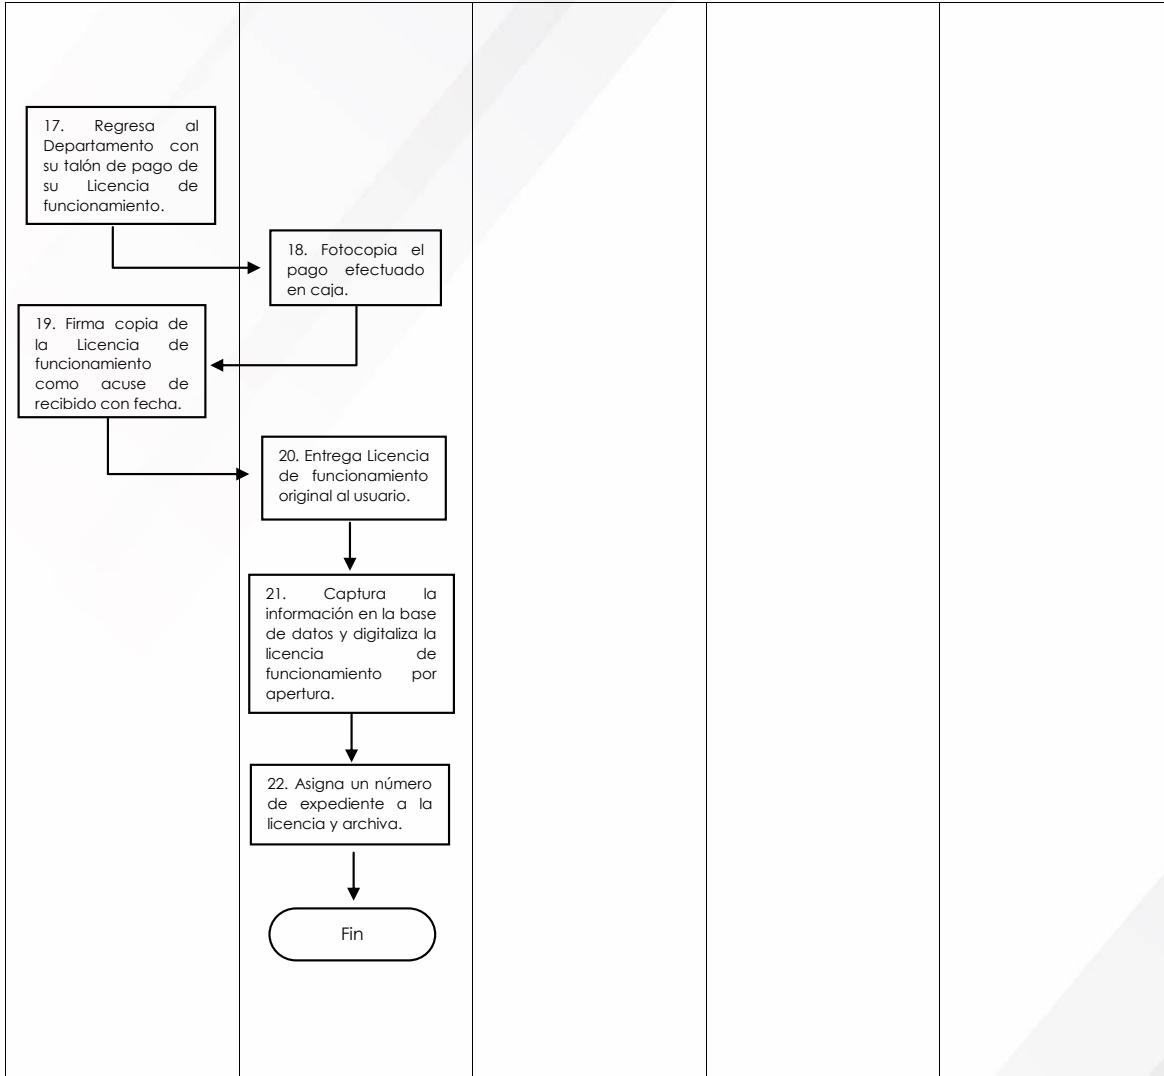 17. Regresa al
Departamento con
su talón de pago de
su Licencia de
funcionamiento.
18. Fotocopia el
pago efectuado
en caja.
19. Firma copia de
la Licencia de
funcionamiento
como acuse de
recibido con fecha.
20. Entrega Licencia
de funcionamiento
original al usuario.
21. Captura la
información en la base
de datos y digitaliza la
licencia de
funcionamiento por
apertura.
22. Asigna un número
de expediente a la
licencia y archiva.
Fin